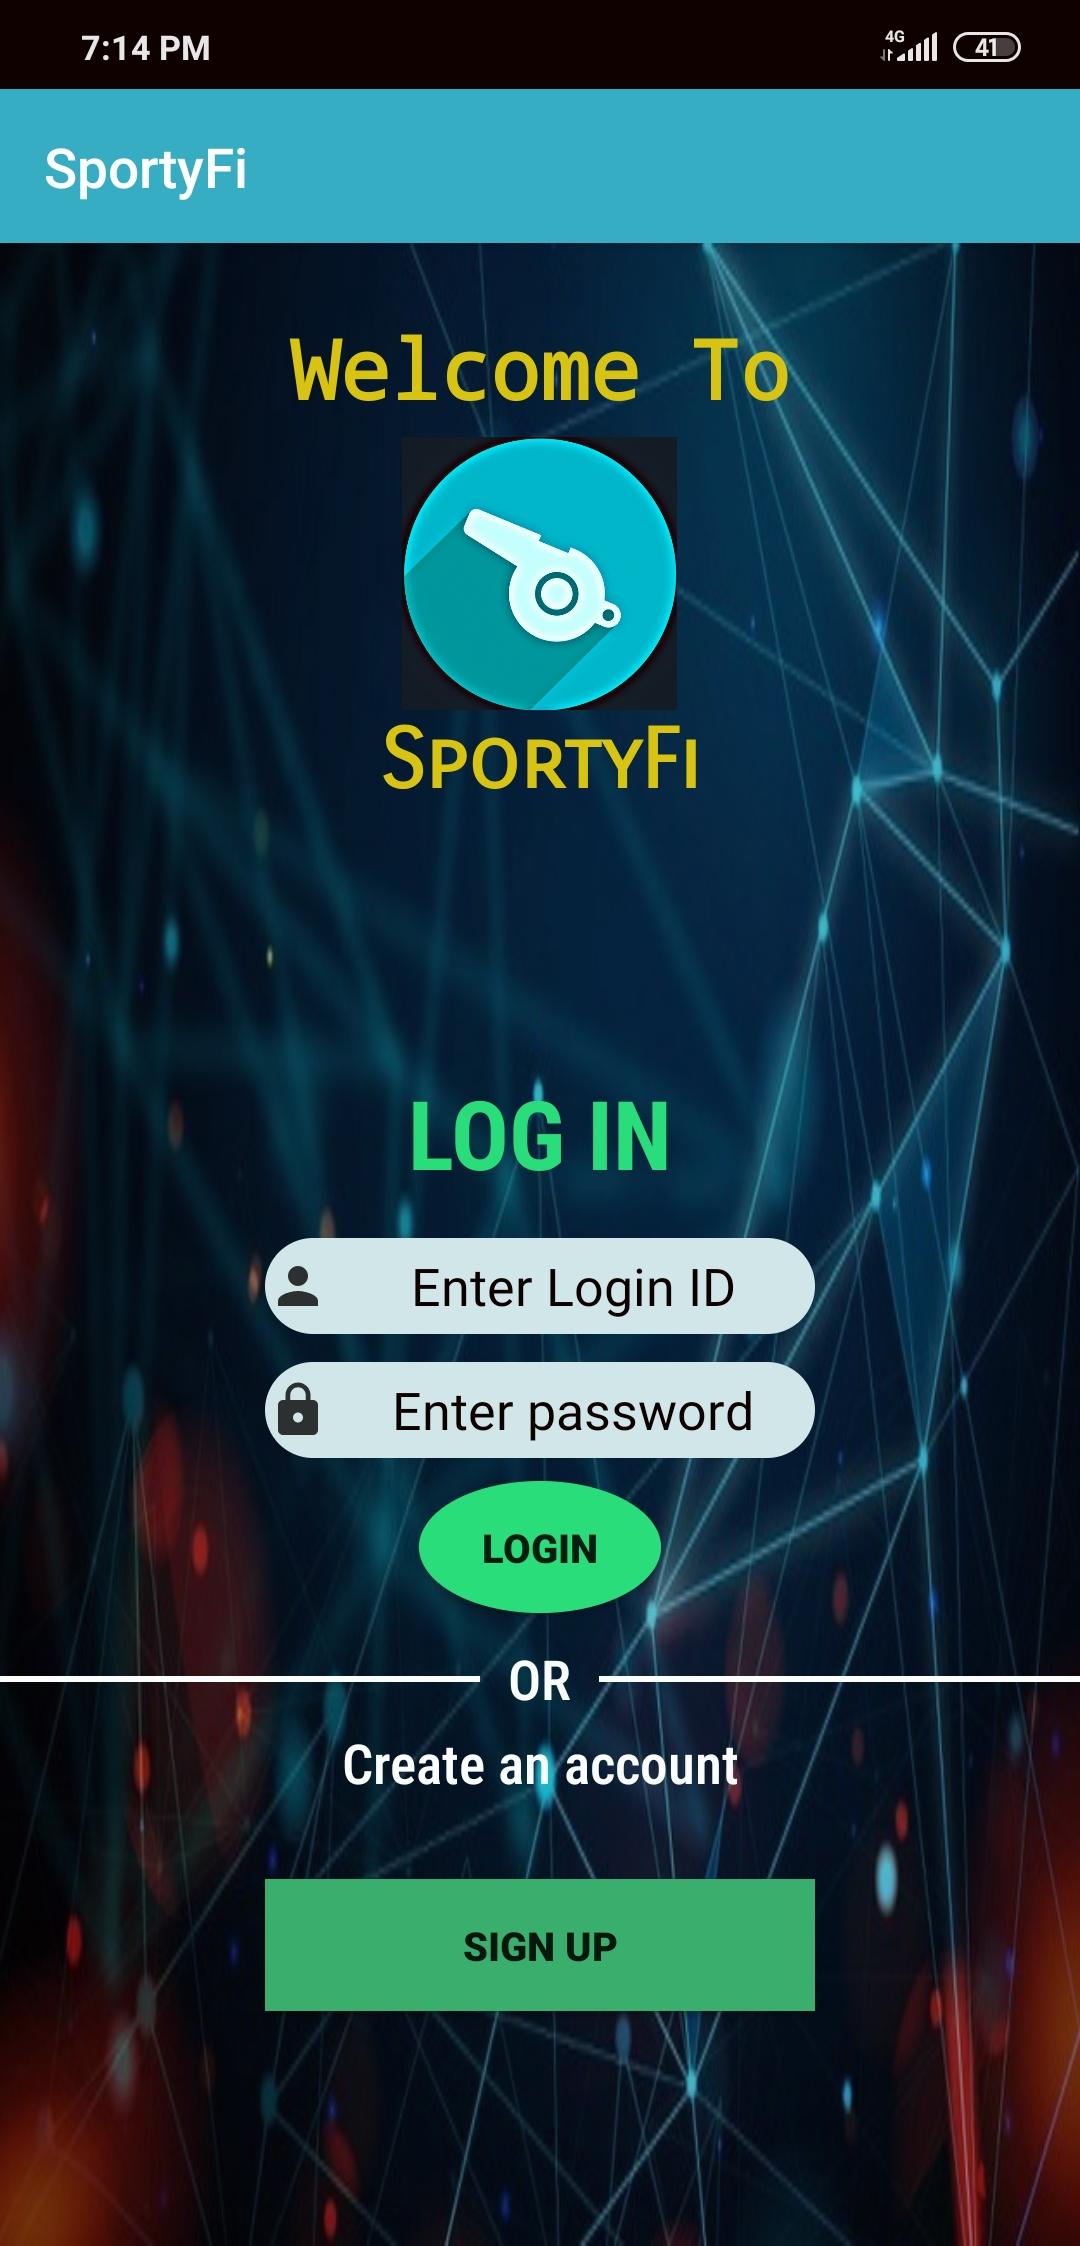 7:14 PM 4G 41
SportyFi
Welcome To
SportyFi
LOG IN
Enter Login ID
Enter password
LOGIN
OR
Create an account
SIGN UP